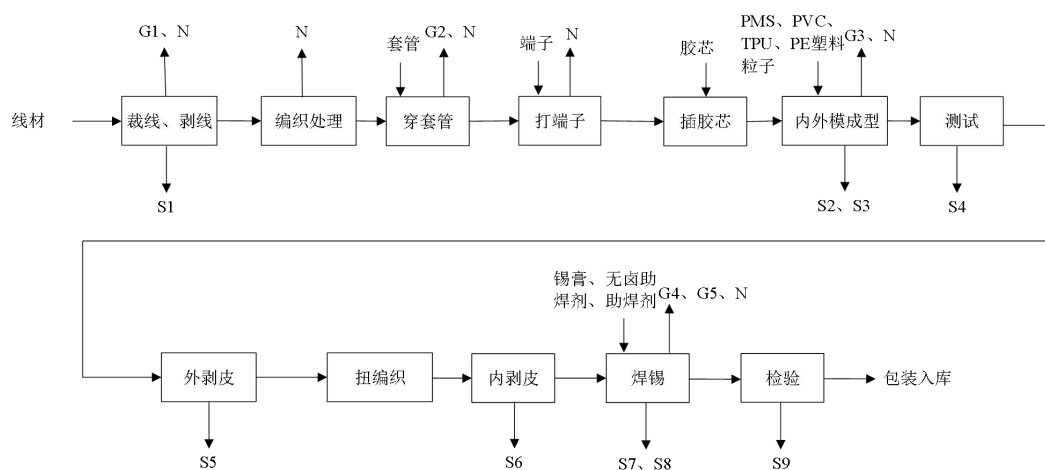 PMS、PVC、
TPU、PE塑料
粒子
G1、N
N
套管
G2、N
端子
N
胶芯
G3、N
线材
裁线、剥线
编织处理
穿套管
打端子
插胶芯
内外模成型
测试
S1
S2、S3
S4
锡膏、无卤助
焊剂、助焊剂
G4、G5、N
外剥皮
扭编织
内剥皮
焊锡
检验
包装入库
S5
S6
S7、S8
S9